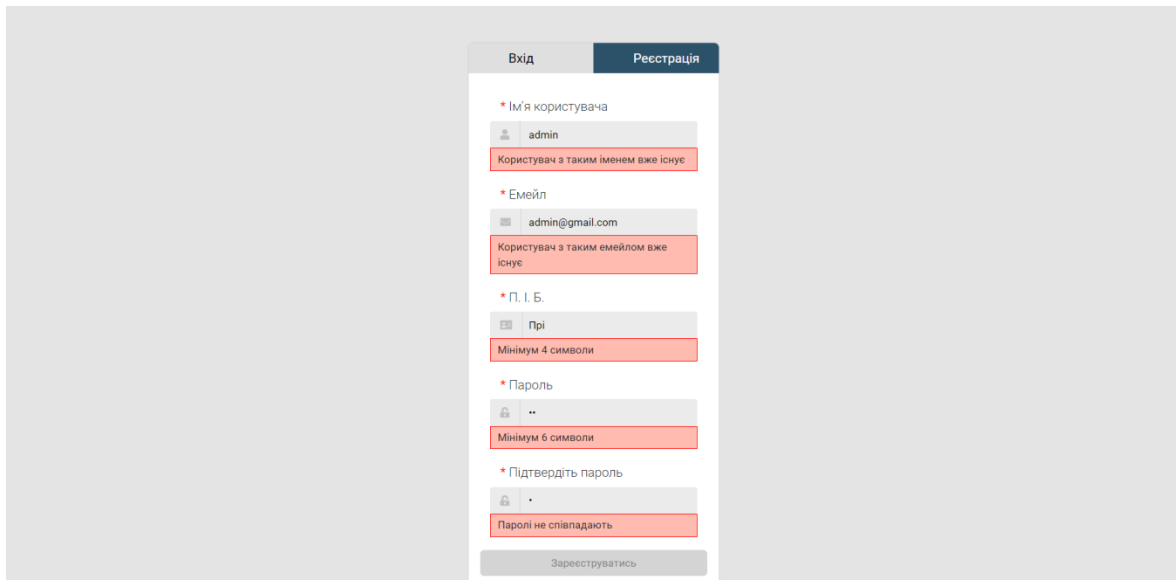 Вхід Реєстрація
* Ім'я користувача
admin
Користувач з таким іменем вже існує
* Емейл
admin@gmail.com
Користувач з таким емейлом вже
існує
* П. І. Б.
Прі
Мінімум 4 символи
* Пароль
••
Мінімум 6 символи
* Підтвердіть пароль
•
Паролі не співпадають
Зареєструватись